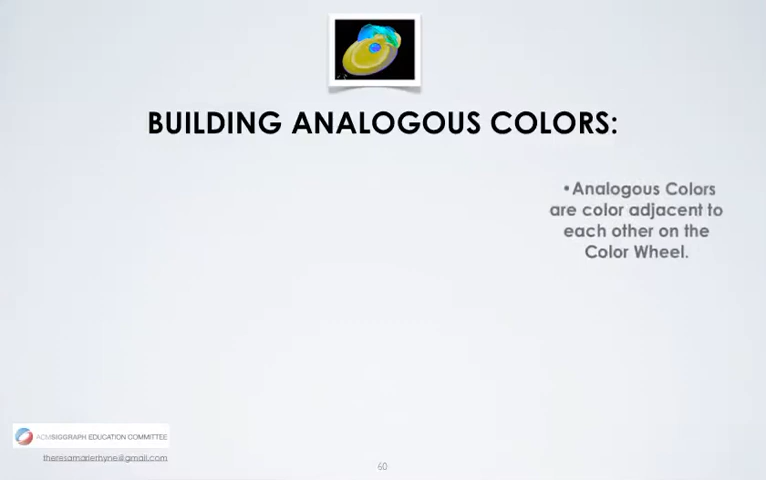 BUILDING ANALOGOUS COLORS:
•Analogous Colors
are color adjacent to
each other on the
Color Wheel.
ACMSIGGRAPH EDUCATION COMMITTEE
theresamarierhyne@gmail.com
60